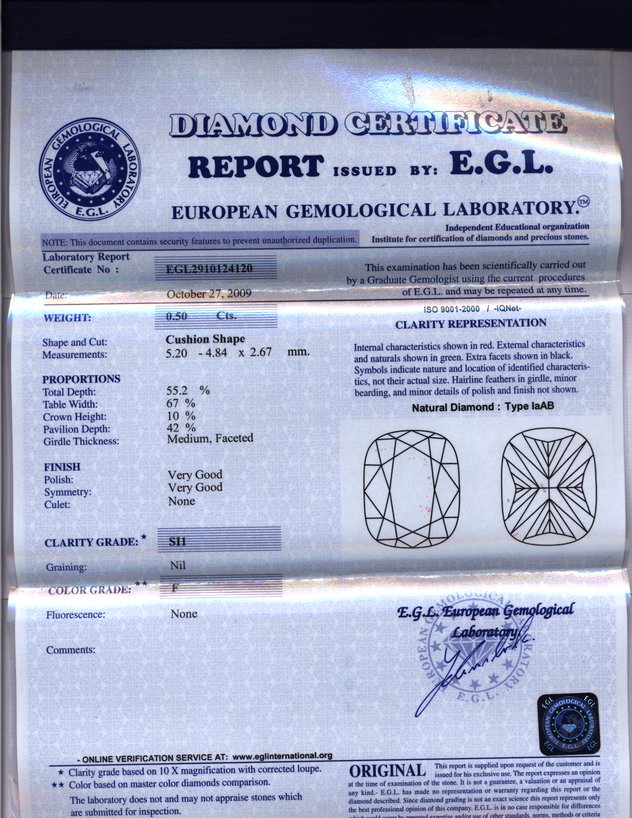 DIAMOND CERTIFICATE
REPORT ISSUED BY: E.G.L.
EUROPEAN GEMOLOGICAL LABORATORY.™
EUROPEAN GEMOLOGICAL LABORATORY
E.G.L.
Independent Educational organization
NOTE: This document contains security features to prevent unauthorized duplication.
Institute for certification of diamonds and precious stones.
Laboratory Report
Certificate No : EGL2910124120
Date: October 27, 2009
WEIGHT: 0.50 Cts.
Shape and Cut: Cushion Shape
Measurements: 5.20 - 4.84 x 2.67 mm.
PROPORTIONS
Total Depth: 55.2 %
Table Width: 67 %
Crown Height: 10 %
Pavilion Depth: 42 %
Girdle Thickness: Medium, Faceted
FINISH
Polish: Very Good
Symmetry: Very Good
Culet: None
CLARITY GRADE: * SI1
Graining: Nil
COLOR GRADE: ** F
Fluorescence: None
Comments:
This examination has been scientifically carried out
by a Graduate Gemologist using the current procedures
of E.G.L. and may be repeated at any time.
ISO 9001-2000 / -IQNet-
CLARITY REPRESENTATION
Internal characteristics shown in red. External characteristics
and naturals shown in green. Extra facets shown in black.
Symbols indicate nature and location of identified characteris-
tics, not their actual size. Hairline feathers in girdle, minor
bearding, and minor details of polish and finish not shown.
Natural Diamond : Type IaAB
E.G.L. European Gemological
Laboratory
E.G.L.
EGL
EGL
E.G.L.
- ONLINE VERIFICATION SERVICE AT: www.eglinternational.org
* Clarity grade based on 10 X magnification with corrected loupe.
** Color based on master color diamonds comparison.
The laboratory does not and may not appraise stones which
are submitted for inspection.
ORIGINAL This report is supplied upon request of the customer and is
issued for his exclusive use. The report expresses an opinion
at the time of examination of the stone. It is not a guarantee, a valuation or an appraisal of
any kind.- E.G.L. has made no representation or warranty regarding this report or the
diamond described. Since diamond grading is not an exact science this report represents only
the best professional opinion of this company. E.G.L. is in no case responsible for differences